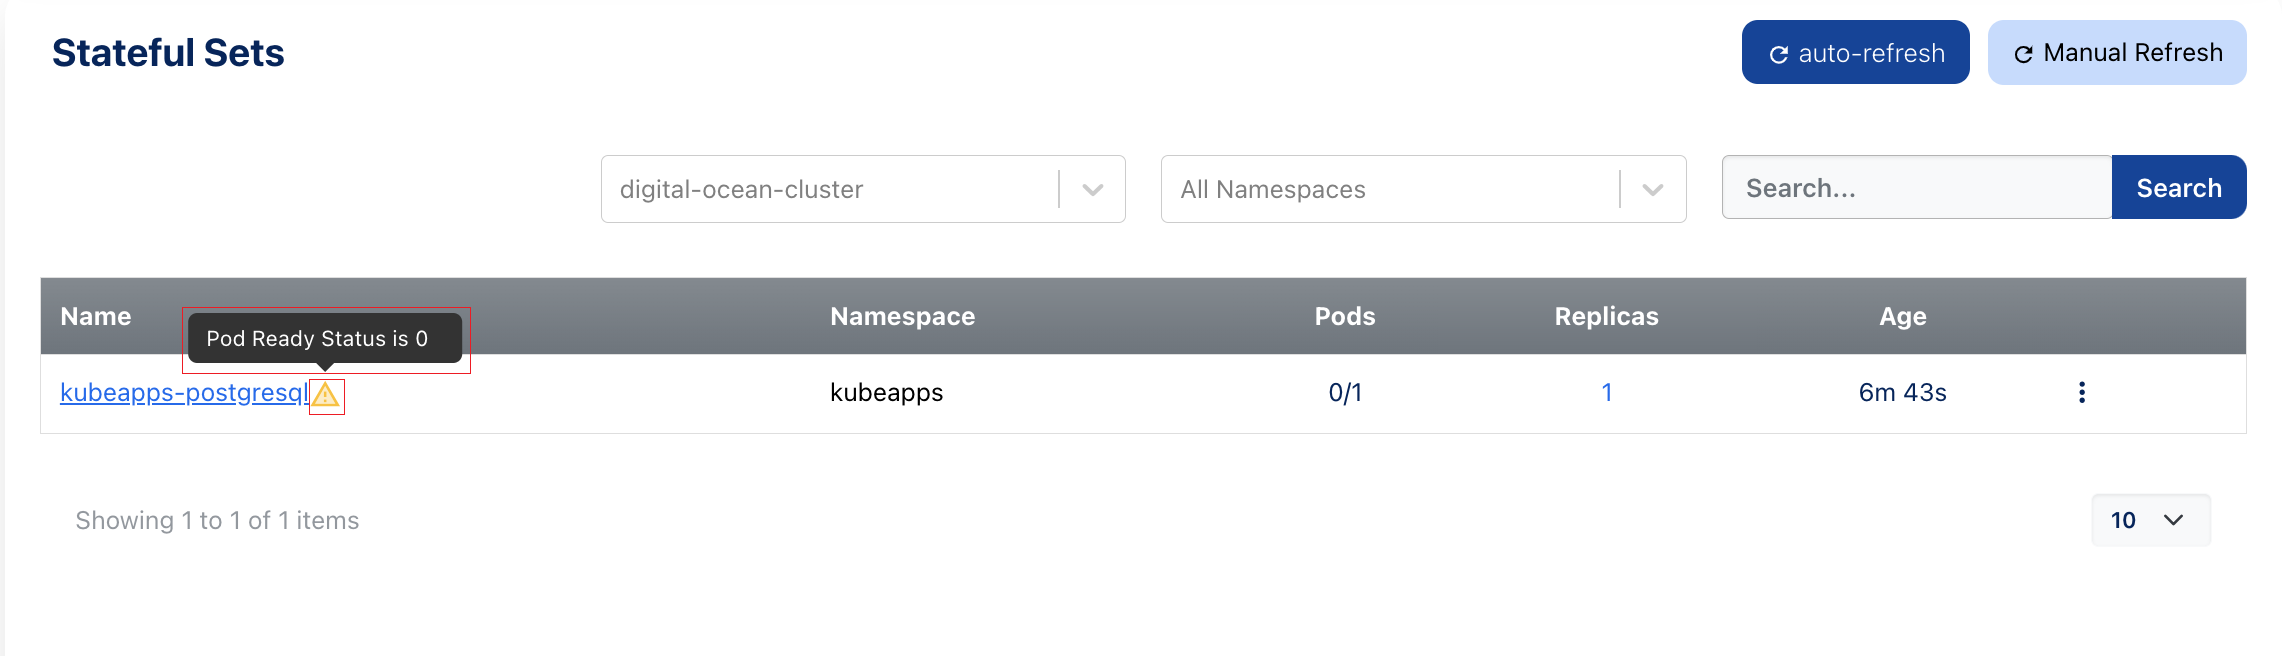 Stateful Sets
auto-refresh
Manual Refresh
digital-ocean-cluster
All Namespaces
Search...
Search
Name
Namespace
Pods
Replicas
Age
Pod Ready Status is 0
kubeapps-postgresql
kubeapps
0/1
1
6m 43s
Showing 1 to 1 of 1 items
10